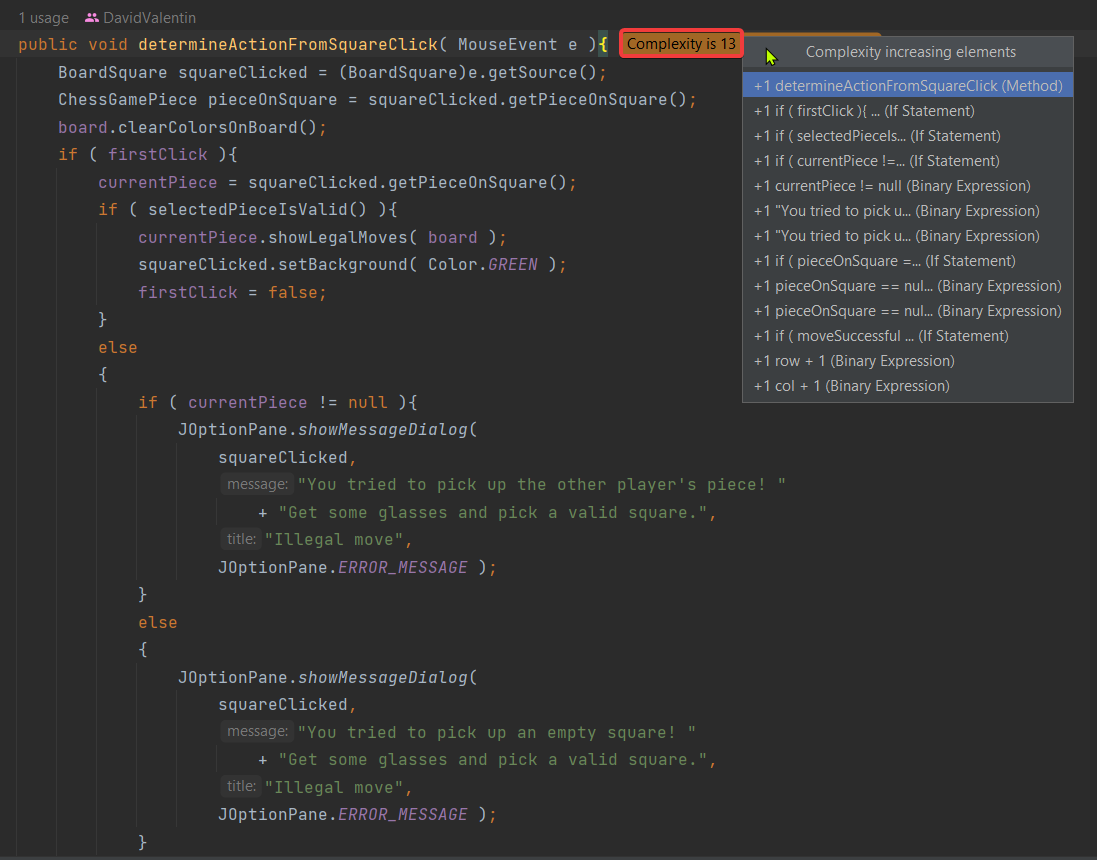 1 usage DavidValentin
public void determineActionFromSquareClick( MouseEvent e ){ Complexity is 13
BoardSquare squareClicked = (BoardSquare)e.getSource();
ChessGamePiece pieceOnSquare = squareClicked.getPieceOnSquare();
board.clearColorsOnBoard();
if ( firstClick ){
currentPiece = squareClicked.getPieceOnSquare();
if ( selectedPieceIsValid() ){
currentPiece.showLegalMoves( board );
squareClicked.setBackground( Color.GREEN );
firstClick = false;
}
else
{
if ( currentPiece != null ){
JOptionPane.showMessageDialog(
squareClicked,
message: "You tried to pick up the other player's piece! "
+ "Get some glasses and pick a valid square.",
title: "Illegal move",
JOptionPane.ERROR_MESSAGE );
}
else
{
JOptionPane.showMessageDialog(
squareClicked,
message: "You tried to pick up an empty square! "
+ "Get some glasses and pick a valid square.",
title: "Illegal move",
JOptionPane.ERROR_MESSAGE );
}
Complexity increasing elements
+1 determineActionFromSquareClick (Method)
+1 if ( firstClick ){ ... (If Statement)
+1 if ( selectedPieceIs... (If Statement)
+1 if ( currentPiece !=... (If Statement)
+1 currentPiece != null (Binary Expression)
+1 "You tried to pick u... (Binary Expression)
+1 "You tried to pick u... (Binary Expression)
+1 if ( pieceOnSquare =... (If Statement)
+1 pieceOnSquare == nul... (Binary Expression)
+1 pieceOnSquare == nul... (Binary Expression)
+1 if ( moveSuccessful ... (If Statement)
+1 row + 1 (Binary Expression)
+1 col + 1 (Binary Expression)